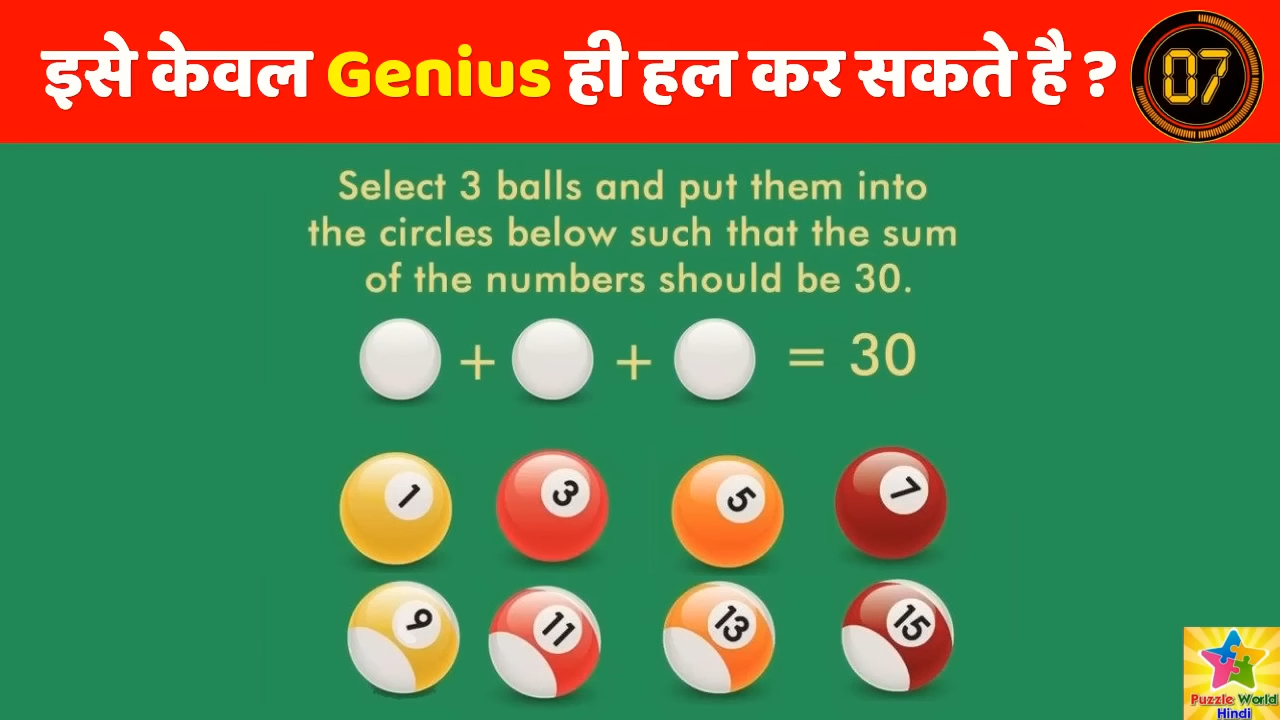 इसे केवल Genius ही हल कर सकते है ?
07
Select 3 balls and put them into
the circles below such that the sum
of the numbers should be 30.
+ + = 30
1 3 5 7
9 11 13 15
Puzzle World
Hindi